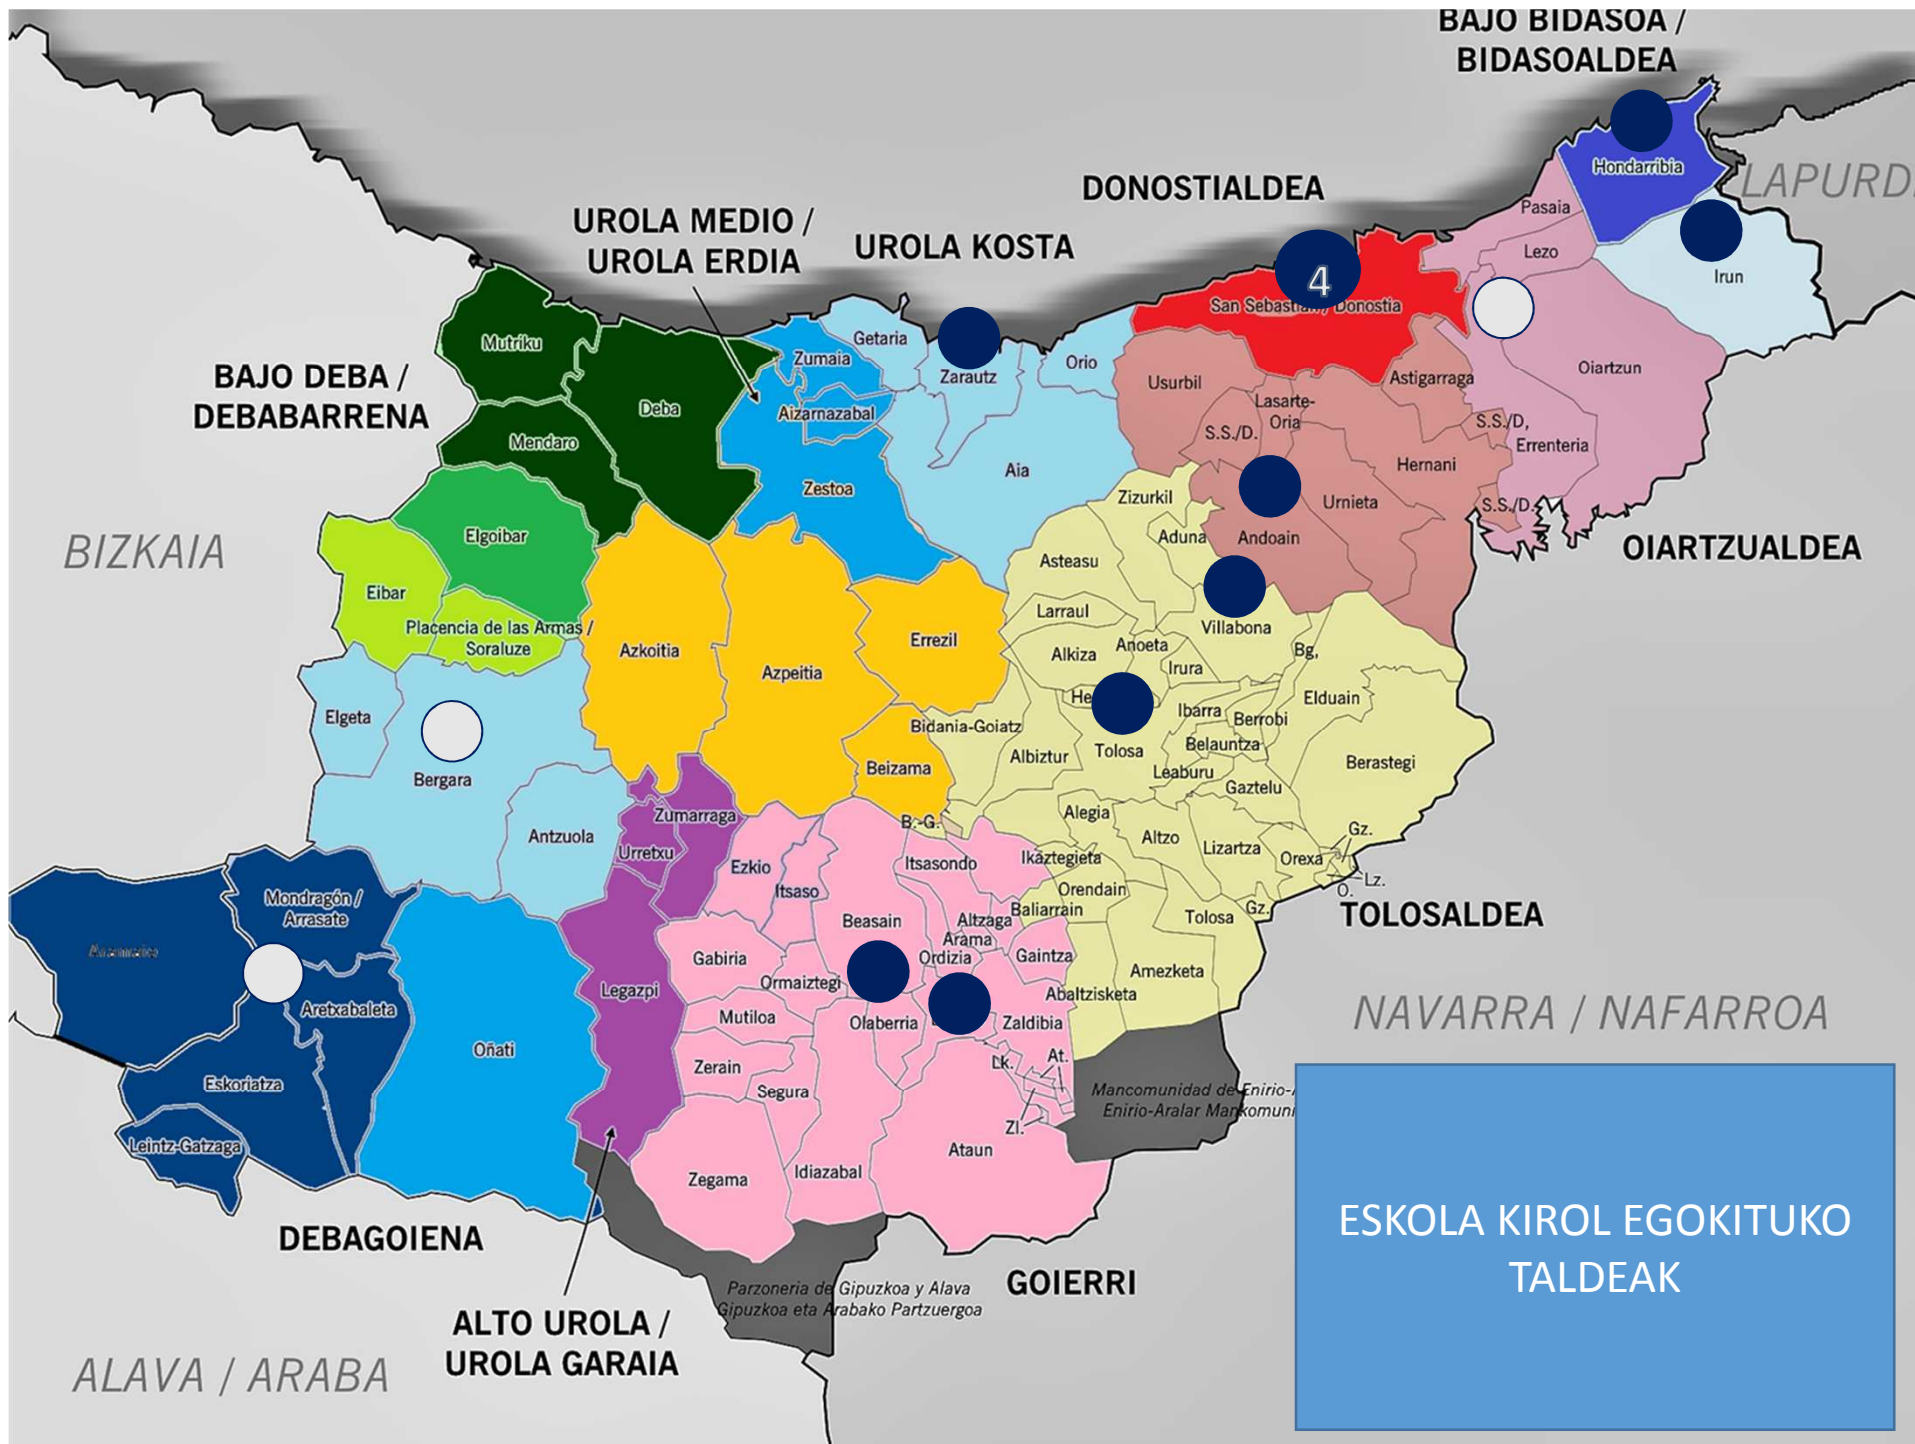 BAJO BIDASOA /
BIDASOALDEA
LAPURD
Hondarribia
DONOSTIALDEA
Pasaia
UROLA MEDIO /
UROLA ERDIA
UROLA KOSTA
Lezo
Irun
4
San Sebastián / Donostia
Mutriku
Getaria
Zumaia
Zarautz
Orio
Usurbil
Astigarraga
Oiartzun
BAJO DEBA /
DEBABARRENA
Deba
Aizarnazabal
Lasarte-
Oria
S.S./D.
S.S./D,
Mendaro
Errenteria
Aia
Hernani
Zestoa
Zizurkil
Urnieta
S.S./D.
Elgoibar
Aduna
Andoain
BIZKAIA
OIARTZUALDEA
Asteasu
Eibar
Larraul
Placencia de las Armas /
Soraluze
Villabona
Errezil
Azkoitia
Anoeta
Bg,
Alkiza
Irura
Azpeitia
He
Elduain
Elgeta
Bidania-Goiatz
Ibarra
Berrobi
Belauntza
Tolosa
Albiztur
Beizama
Berastegi
Bergara
Leaburu
Gaztelu
Zumarraga
B.-G.
Alegia
Antzuola
Altzo
Gz.
Urretxu
Lizartza
Ezkio
Itsasondo
Ikaztegieta
Orexa
Itsaso
Orendain
O.
Lz.
Mondragón /
Arrasate
Baliarrain
Gz.
Beasain
Altzaga
Tolosa
TOLOSALDEA
Arama
Gabiria
Ordizia
Gaintza
Amezketa
Ormaiztegi
Legazpi
Abaltzisketa
Aretxabaleta
Mutiloa
Olaberria
Zaldibia
NAVARRA / NAFARROA
Oñati
Lk.
At.
Zerain
Eskoriatza
Segura
Mancomunidad de Enirio-A
Enirio-Aralar Mankomuni
Zl.
Leintz-Gatzaga
Ataun
Idiazabal
Zegama
DEBAGOIENA
ESKOLA KIROL EGOKITUKO
TALDEAK
GOIERRI
Parzoneria de Gipuzkoa y Alava
Gipuzkoa eta Arabako Partzuergoa
ALTO UROLA /
UROLA GARAIA
ALAVA / ARABA